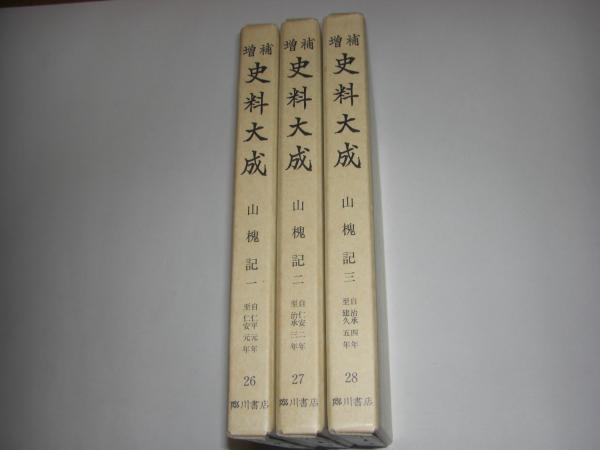 増補
史料大成
山槐記一
自仁平元年
至仁安元年
26
臨川書店
増補
史料大成
山槐記二
自仁安二年
至治承三年
27
臨川書店
増補
史料大成
山槐記三
自治承四年
至建久五年
28
臨川書店